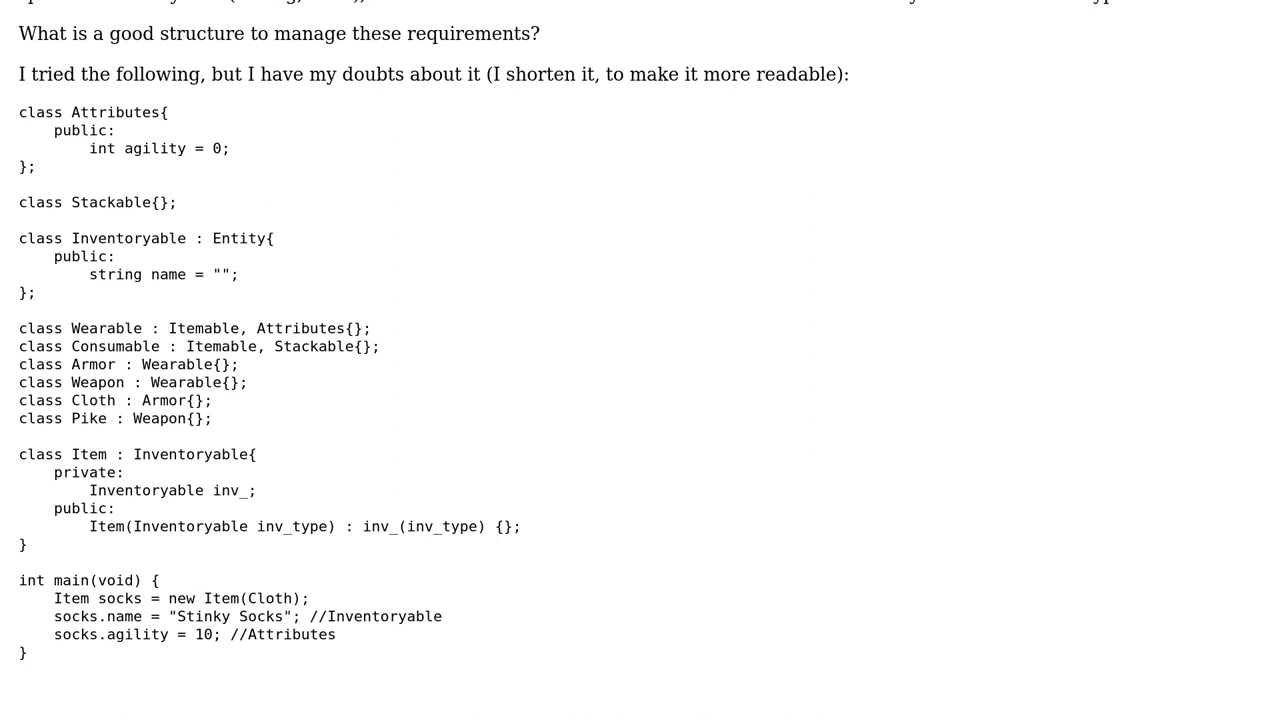 What is a good structure to manage these requirements?
I tried the following, but I have my doubts about it (I shorten it, to make it more readable):
class Attributes{
    public:
        int agility = 0;
};
class Stackable{};
class Inventoryable : Entity{
    public:
        string name = "";
};
class Wearable : Itemable, Attributes{};
class Consumable : Itemable, Stackable{};
class Armor : Wearable{};
class Weapon : Wearable{};
class Cloth : Armor{};
class Pike : Weapon{};
class Item : Inventoryable{
    private:
        Inventoryable inv_;
    public:
        Item(Inventoryable inv_type) : inv_(inv_type) {};
}
int main(void) {
    Item socks = new Item(Cloth);
    socks.name = "Stinky Socks"; //Inventoryable
    socks.agility = 10; //Attributes
}